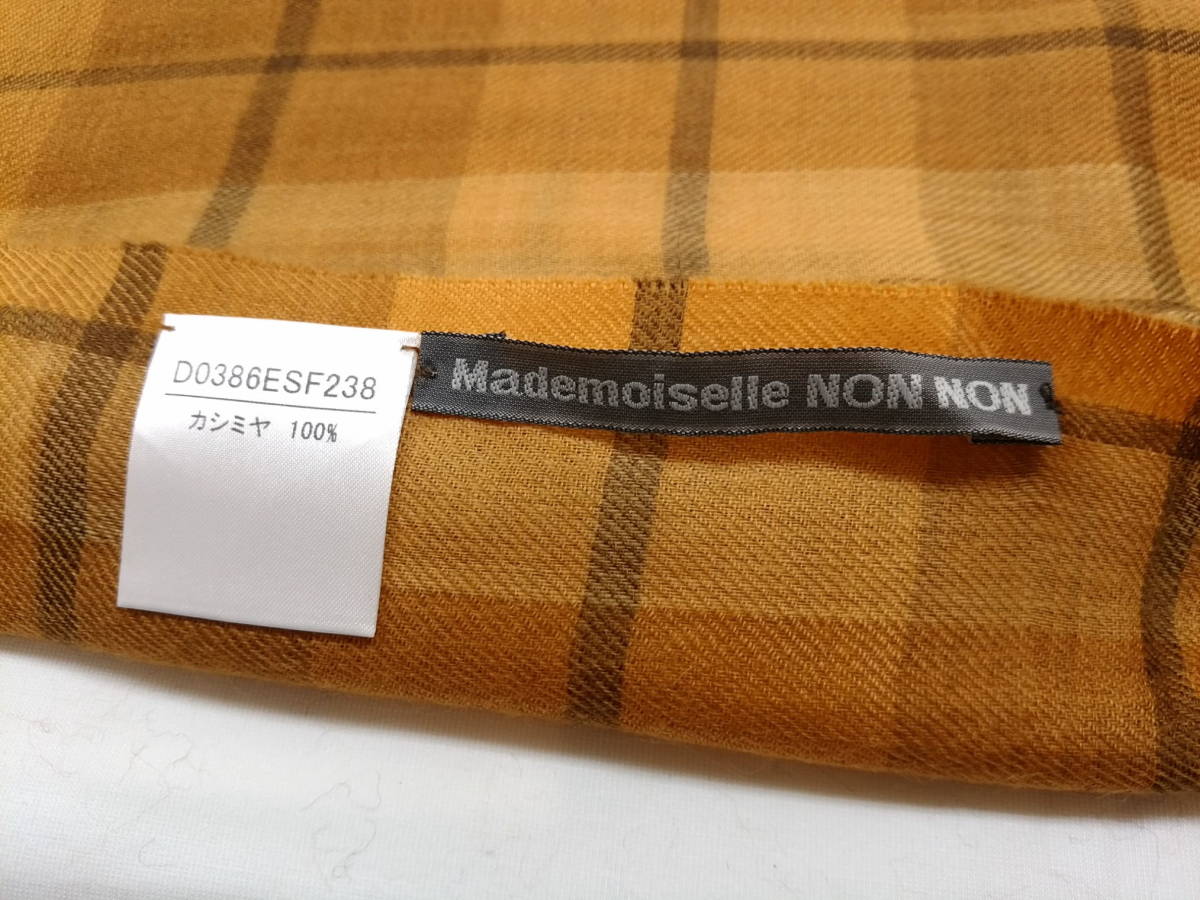 D0386ESF238
カシミヤ 100%
Mademoiselle NON NON